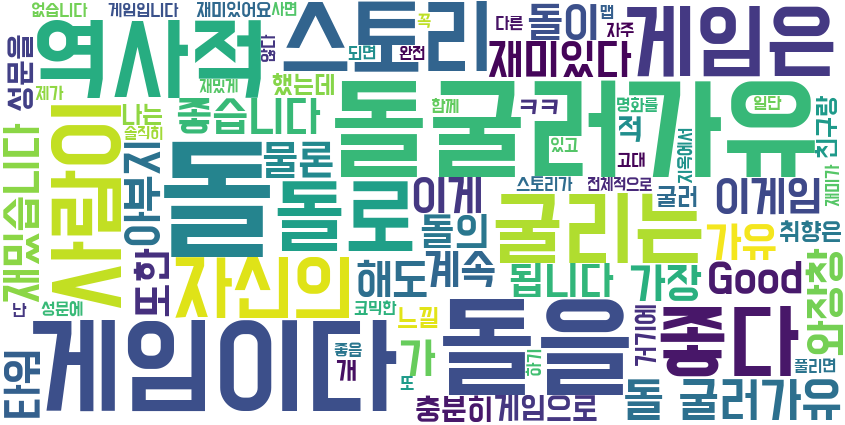 없습니다 게임입니다 재미있어요 사면 꼭 다른 돌이 맵 자주
성문을 역사적 않다 스토리 되면 완전 재미있다 게임은
제가 재밌게 했는데
나는 솔직히 좋습니다 돌굴러가유 함께 ㅋㅋ 명화를 적 일단 친구랑
재밌습니다 사람이 아부지 돌 물론 있고 고대 지옥에서
돌로 이게 스토리가 전체적으로 굴러 이게임 재미가
돌의 굴리는 가유 취향은
또한 자신의 해도 계속 됩니다 가장 Good 와장창
난 성문에 코믹한 느낄
타워 게임이다 좋음 개 가 또 돌을 하기 거기에 좋다 풀리면
충분히 게임으로 돌 굴러가유